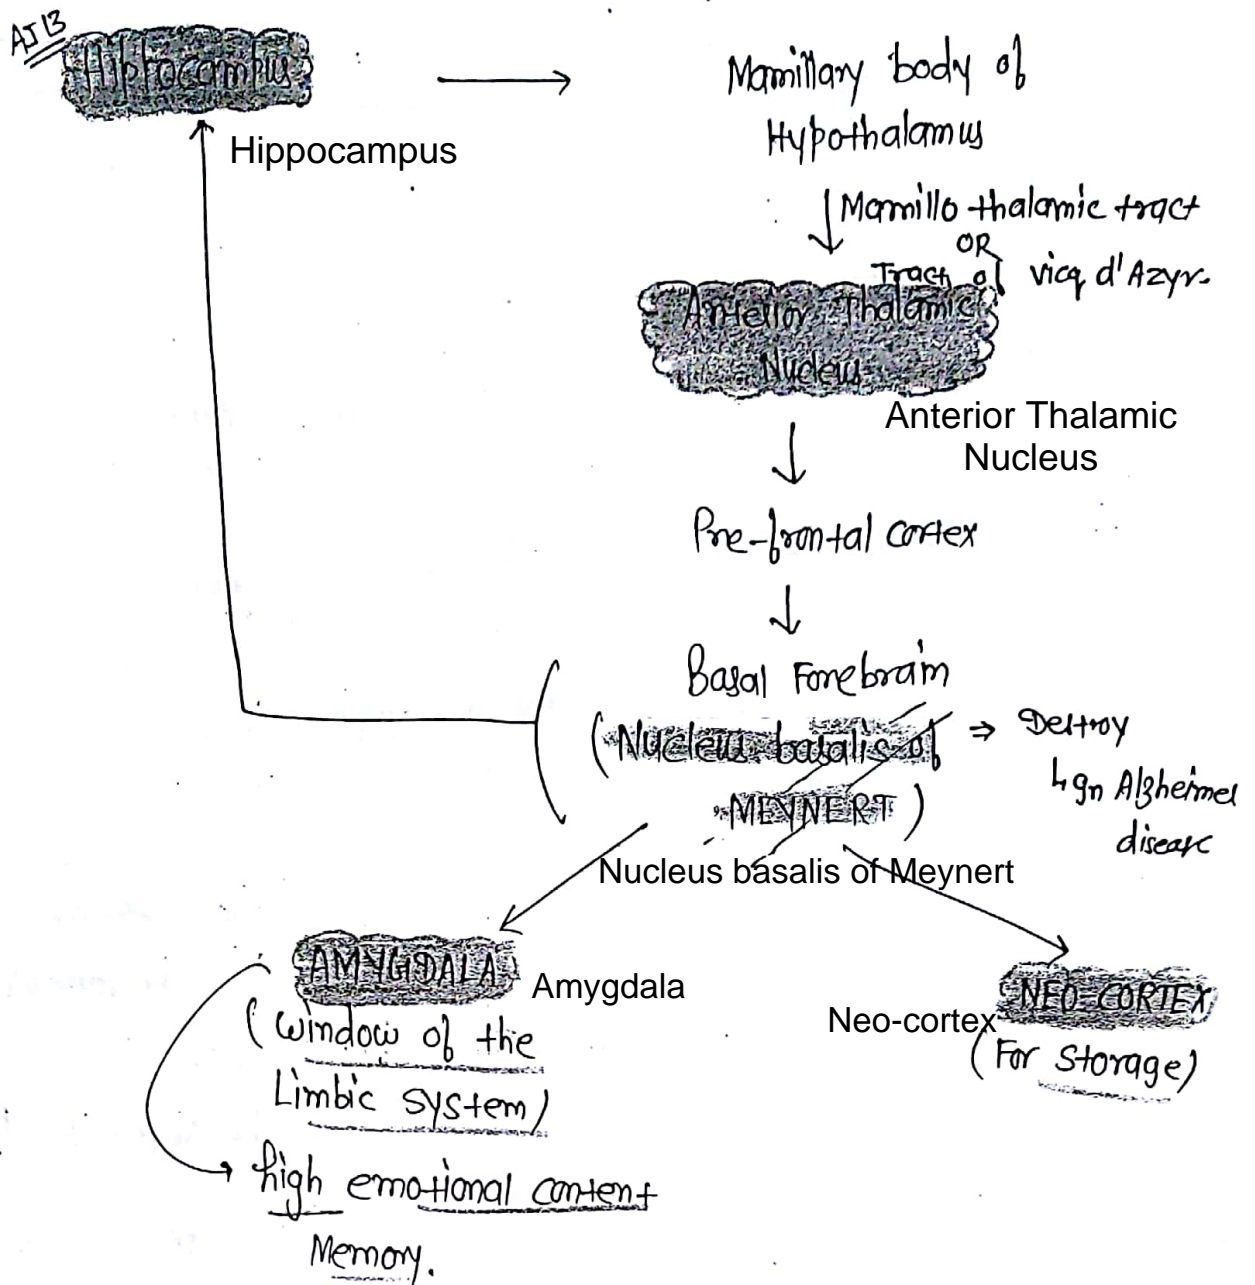 AJ13
Hippocampus
Hippocampus
Mamillary body of
Hypothalamus
Mamillo thalamic tract
OR
Tract of vicq d'Azyr.
Anterior Thalamic
Nucleus
Anterior Thalamic
Nucleus
Pre-frontal cortex
Basal Forebrain
(Nucleus basalis of
MEYNERT)
⇒ Destroy
↳ In Alzheimer
disease
Nucleus basalis of Meynert
AMYGDALA
Amygdala
(window of the
Limbic system)
high emotional content
Memory.
NEO-CORTEX
Neo-cortex
(For Storage)